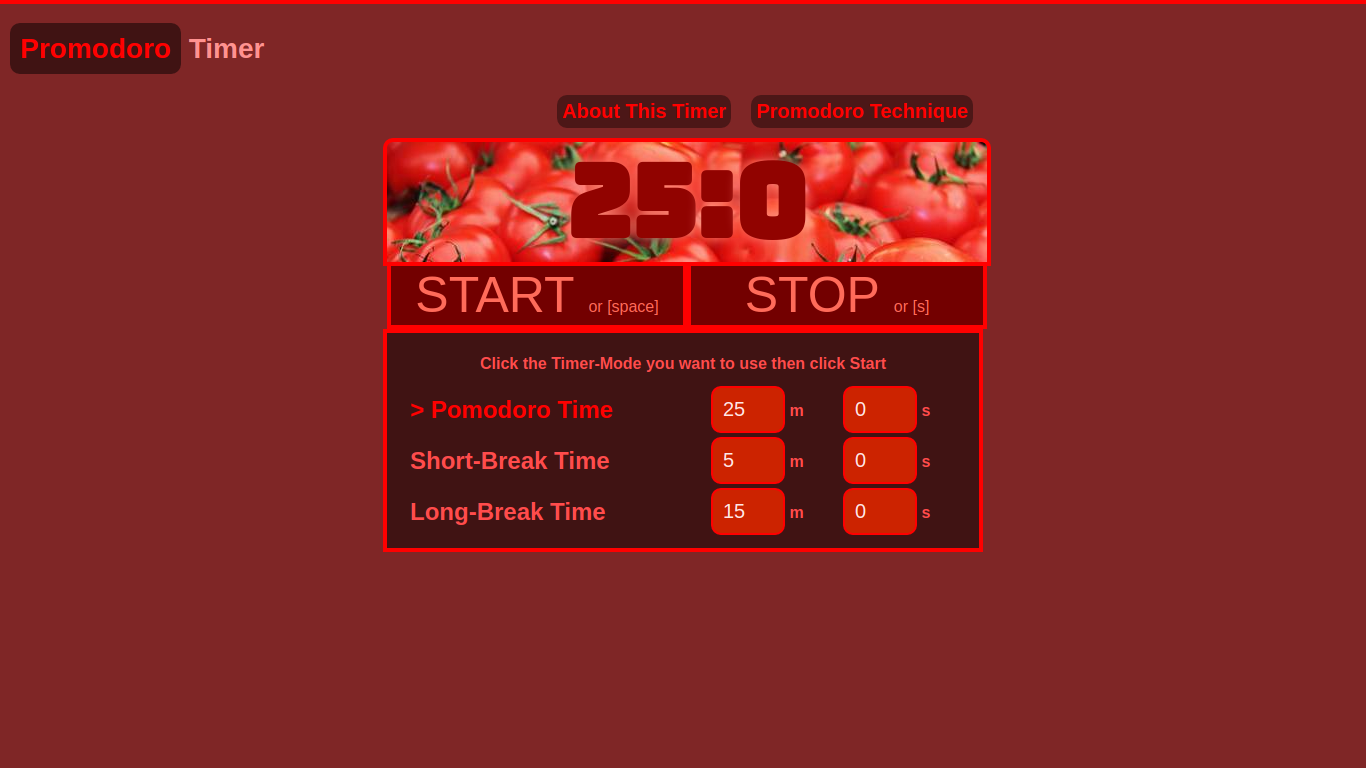 Promodoro Timer
About This Timer Promodoro Technique
25:0
START or [space] STOP or [s]
Click the Timer-Mode you want to use then click Start
> Pomodoro Time 25 m 0 s
Short-Break Time 5 m 0 s
Long-Break Time 15 m 0 s